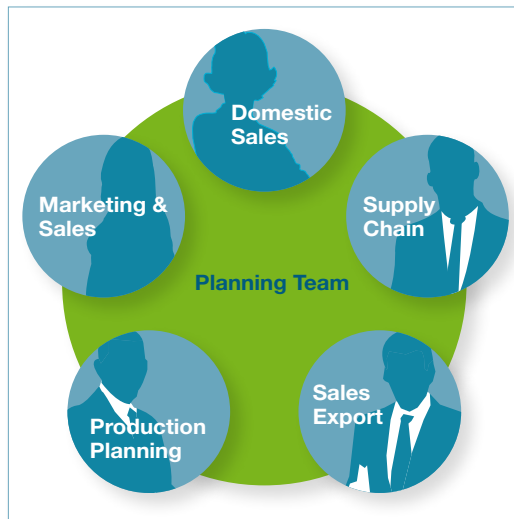 Domestic
Sales
Marketing &
Sales
Supply
Chain
Planning Team
Production
Planning
Sales
Export